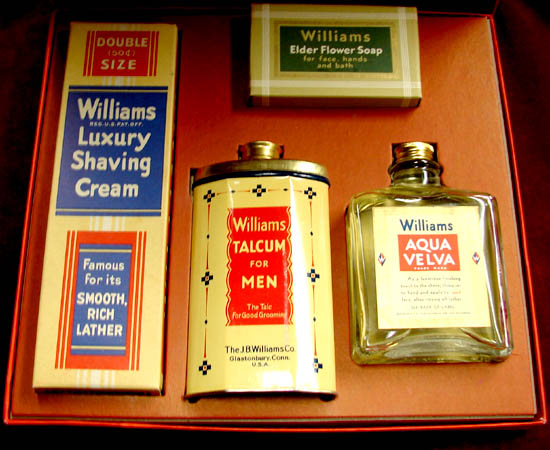 DOUBLE
(50¢)
SIZE
Williams
REG. U.S. PAT. OFF.
Luxury
Shaving
Cream
Famous
For its
SMOOTH,
RICH
LATHER
Williams
Elder Flower Soap
for face, hands
and bath
Williams
TALCUM
FOR
MEN
The Talc
For Good Grooming
The J.B. Williams Co.
Glastonbury, Conn.
U.S.A.
Williams
AQUA
VELVA
TRADE MARK